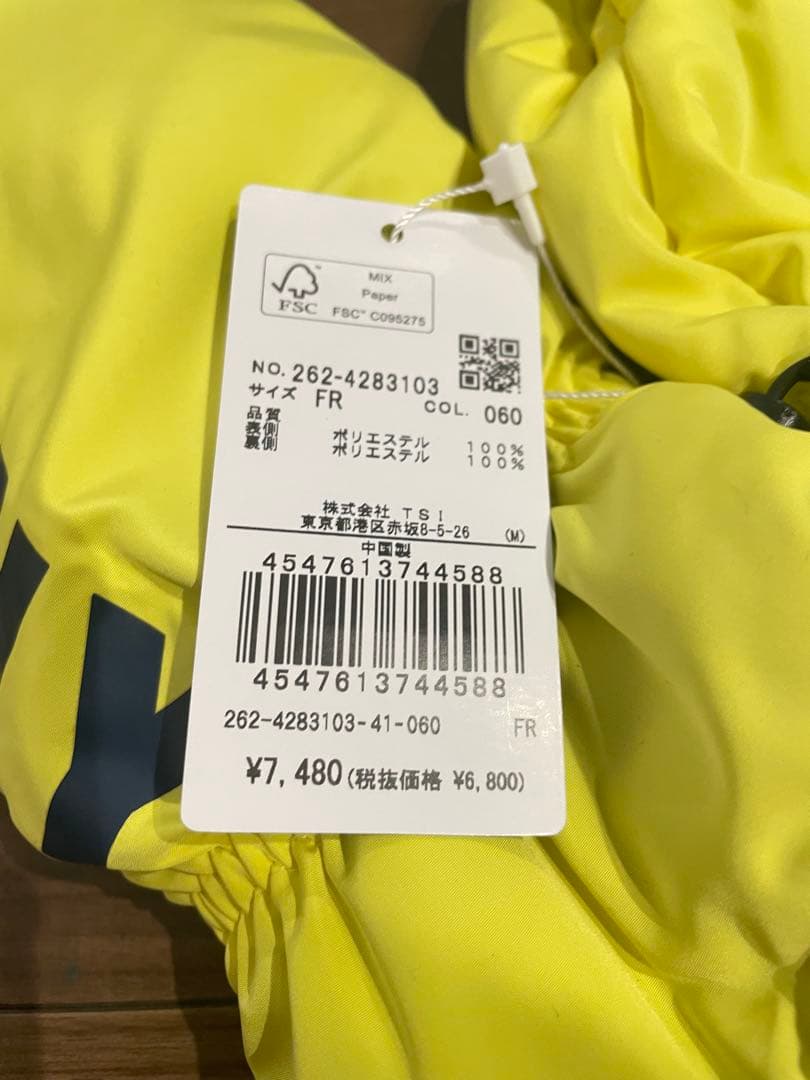 FSC
MIX
Paper
FSC™ C095275
NO. 262-4283103
サイズ FR COL. 060
品質
表側 ポリエステル 100%
裏側 ポリエステル 100%
株式会社 TSI
東京都港区赤坂8-5-26 (M)
中国製
4547613744588
4547613744588
262-4283103-41-060 FR
¥7,480(税抜価格 ¥6,800)